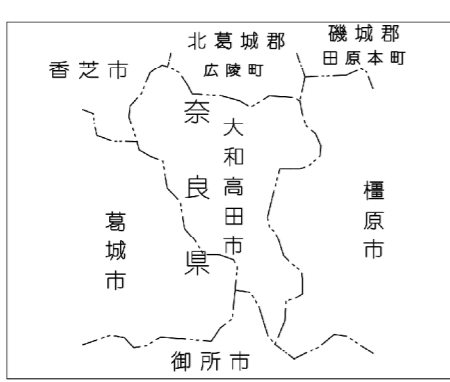 北葛城郡
広陵町
磯城郡
田原本町
香芝市
奈良県
大和高田市
橿原市
葛城市
御所市